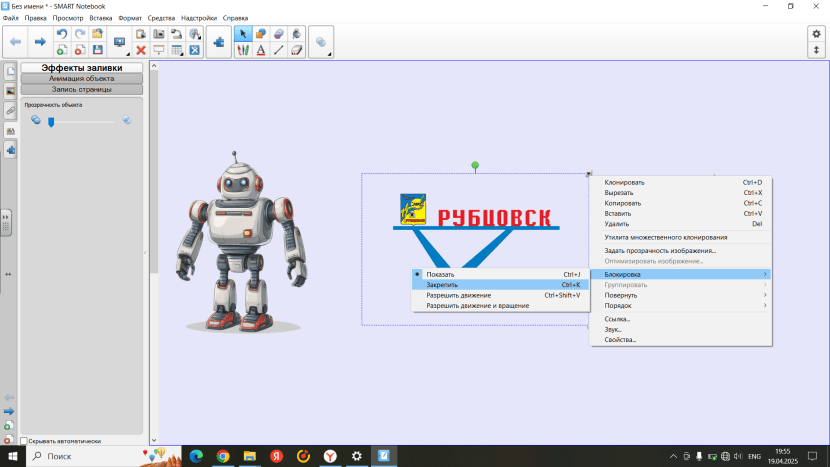 Без имени * - SMART Notebook
Файл Правка Просмотр Вставка Формат Средства Надстройки Справка
Эффекты заливки
Анимация объекта
Запись страницы
Прозрачность объекта
РУБЦОВСК
Клонировать Ctrl+D
Вырезать Ctrl+X
Копировать Ctrl+C
Вставить Ctrl+V
Удалить Del
Утилита множественного клонирования
Задать прозрачность изображения...
Оптимизировать изображение...
Блокировка
Группировать
Повернуть
Порядок
Ссылка...
Звук...
Свойства...
Показать Ctrl+J
Закрепить Ctrl+K
Разрешить движение Ctrl+Shift+V
Разрешить движение и вращение
Скрывать автоматически
Поиск
ENG
19:55
19.04.2025